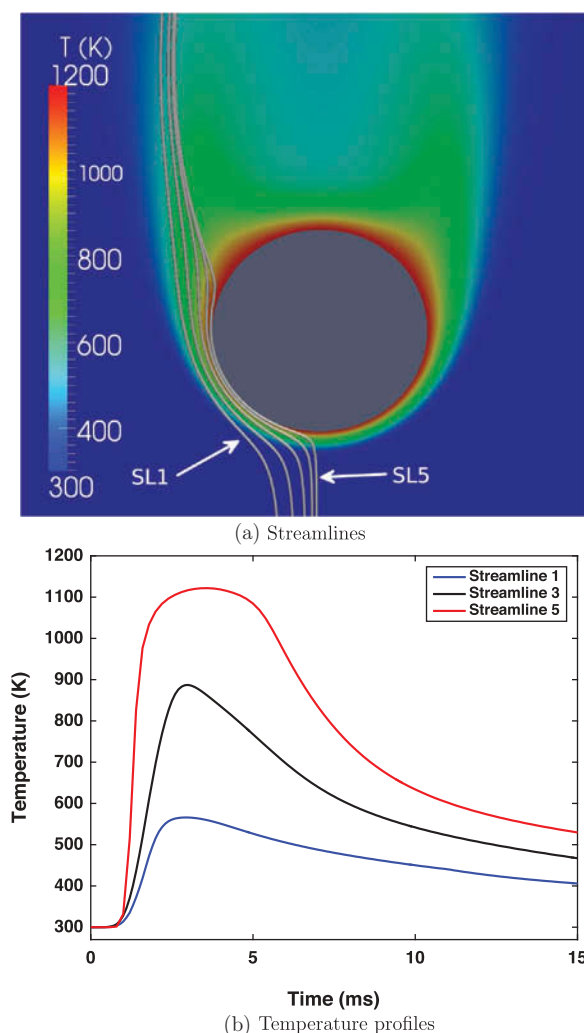 T (K)
1200
1000
800
600
400
300
SL1
SL5
(a) Streamlines
1200
1100
1000
900
800
700
600
500
400
300
Temperature (K)
Streamline 1
Streamline 3
Streamline 5
0
5
10
15
Time (ms)
(b) Temperature profiles